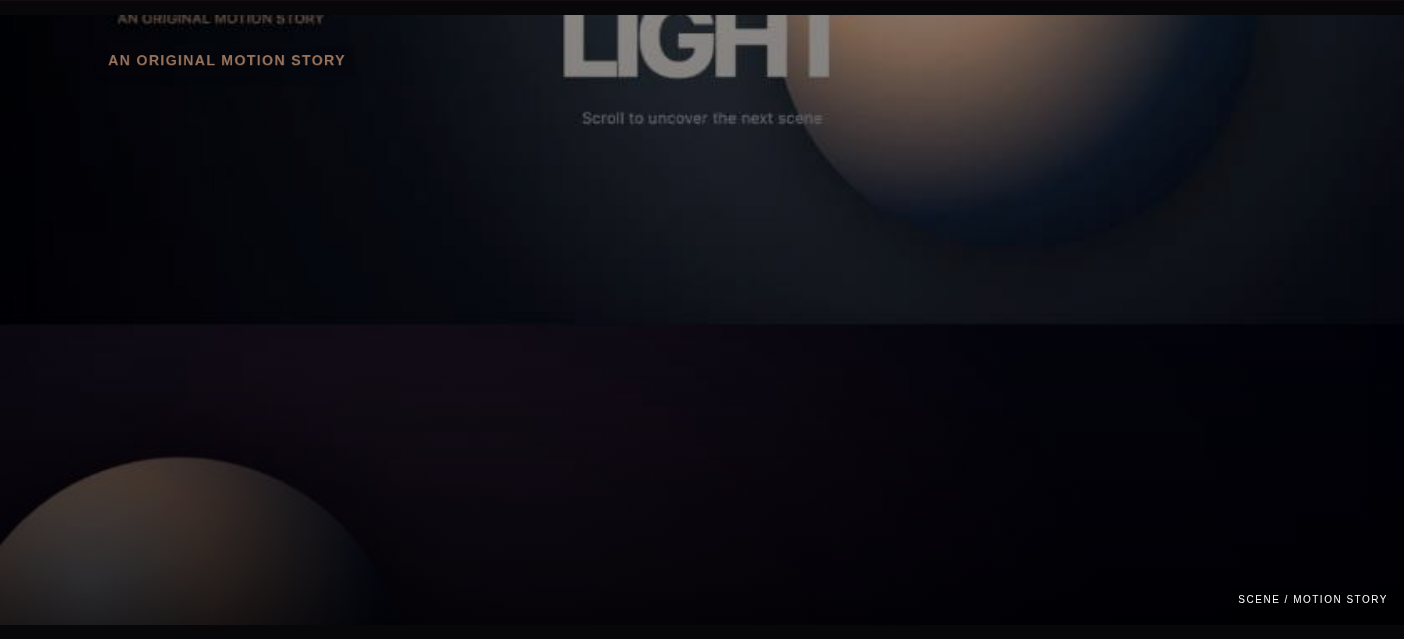 AN ORIGINAL MOTION STORY
AN ORIGINAL MOTION STORY
LIGHT
Scroll to uncover the next scene
SCENE / MOTION STORY